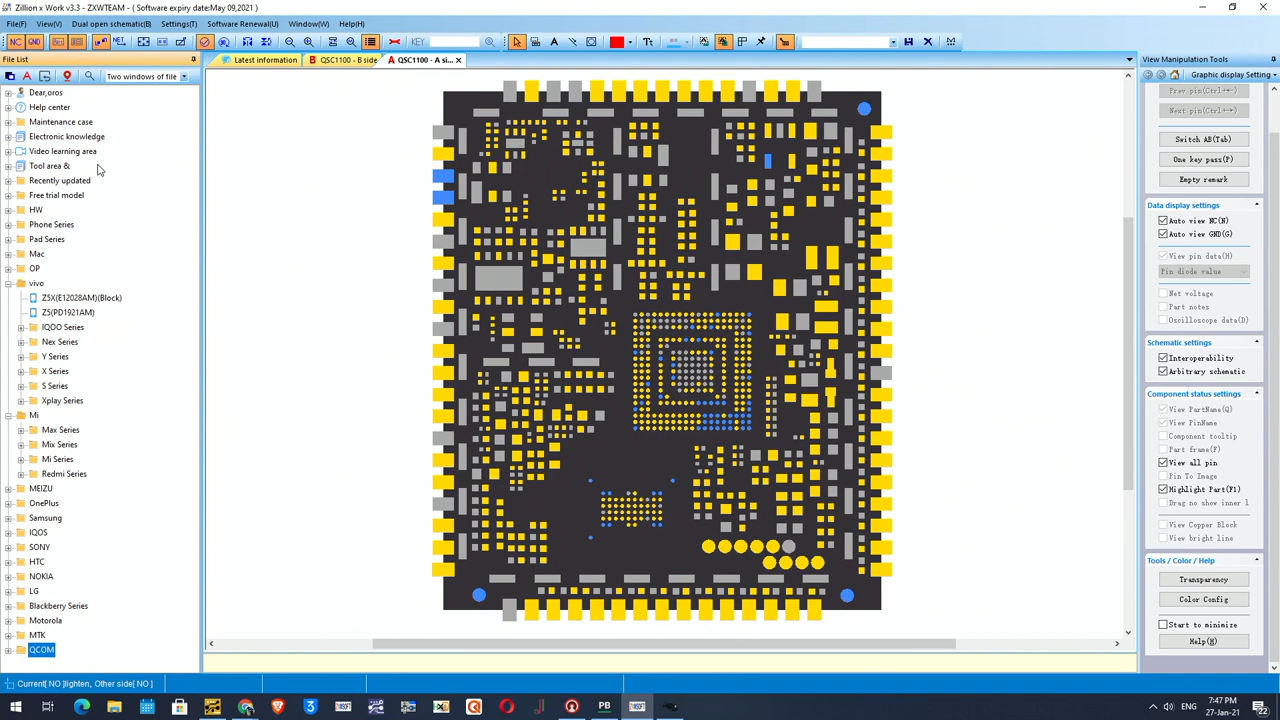 Zillion x Work v3.3 - ZXWTEAM - ( Software expiry date:May 09,2021 )
File(F) View(V) Dual open schematic(B) Settings(T) Software Renewal(U) Window(W) Help(H)
NC GND NET KEY:
File List
Latest information
B QSC1100 - B side
A QSC1100 - A si...
View Manipulation Tools
Two windows of file
Graphic display Setting
Dear,oros
Help center
Maintenance case
Electronic knowledge
Video learning area
Tool area &
Recently updated
Free trial model
HW
Phone Series
Pad Series
Mac
OP
vivo
Z5X(E12028AM)(Block)
Z5(PD1921AM)
IQOO Series
Nex Series
Y Series
X Series
S Series
Xplay Series
Mi
Max Series
Mix Series
Mi Series
Redmi Series
MEIZU
OnePlus
Samsung
IQOS
SONY
HTC
NOKIA
LG
Blackberry Series
Motorola
MTK
QCOM
Prev pin(Ctrl+←)
Next pin(Ctrl+→)
Switch AB(Tab)
One key pass(P)
Empty remark
Data display settings
Auto view NC(N)
Auto view GND(G)
View pin data(H)
Pin diode value
Net voltage
Part notes
Oscilloscope data(D)
Schematic settings
Interoperability
Arbitrary schematic
Component status settings
View PartName(Q)
View PinName
Component tooltip
Part frame(F)
View all pin
Pin To Image
Highlight Part(F1)
Drag no show inner l
View Copper Block
View bright line
Tools / Color / Help
Transparency
Color Config
Start to minimize
Help(M)
Current[ NO ]lighten, Other side[ NO ]
PB
ENG
7:47 PM
27-Jan-21
22